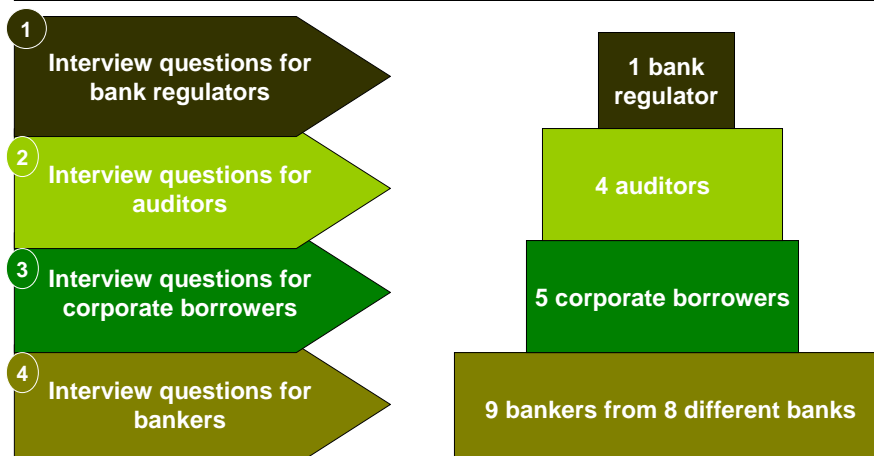 1
Interview questions for
bank regulators
1 bank
regulator
2
Interview questions for
auditors
4 auditors
3
Interview questions for
corporate borrowers
5 corporate borrowers
4
Interview questions for
bankers
9 bankers from 8 different banks